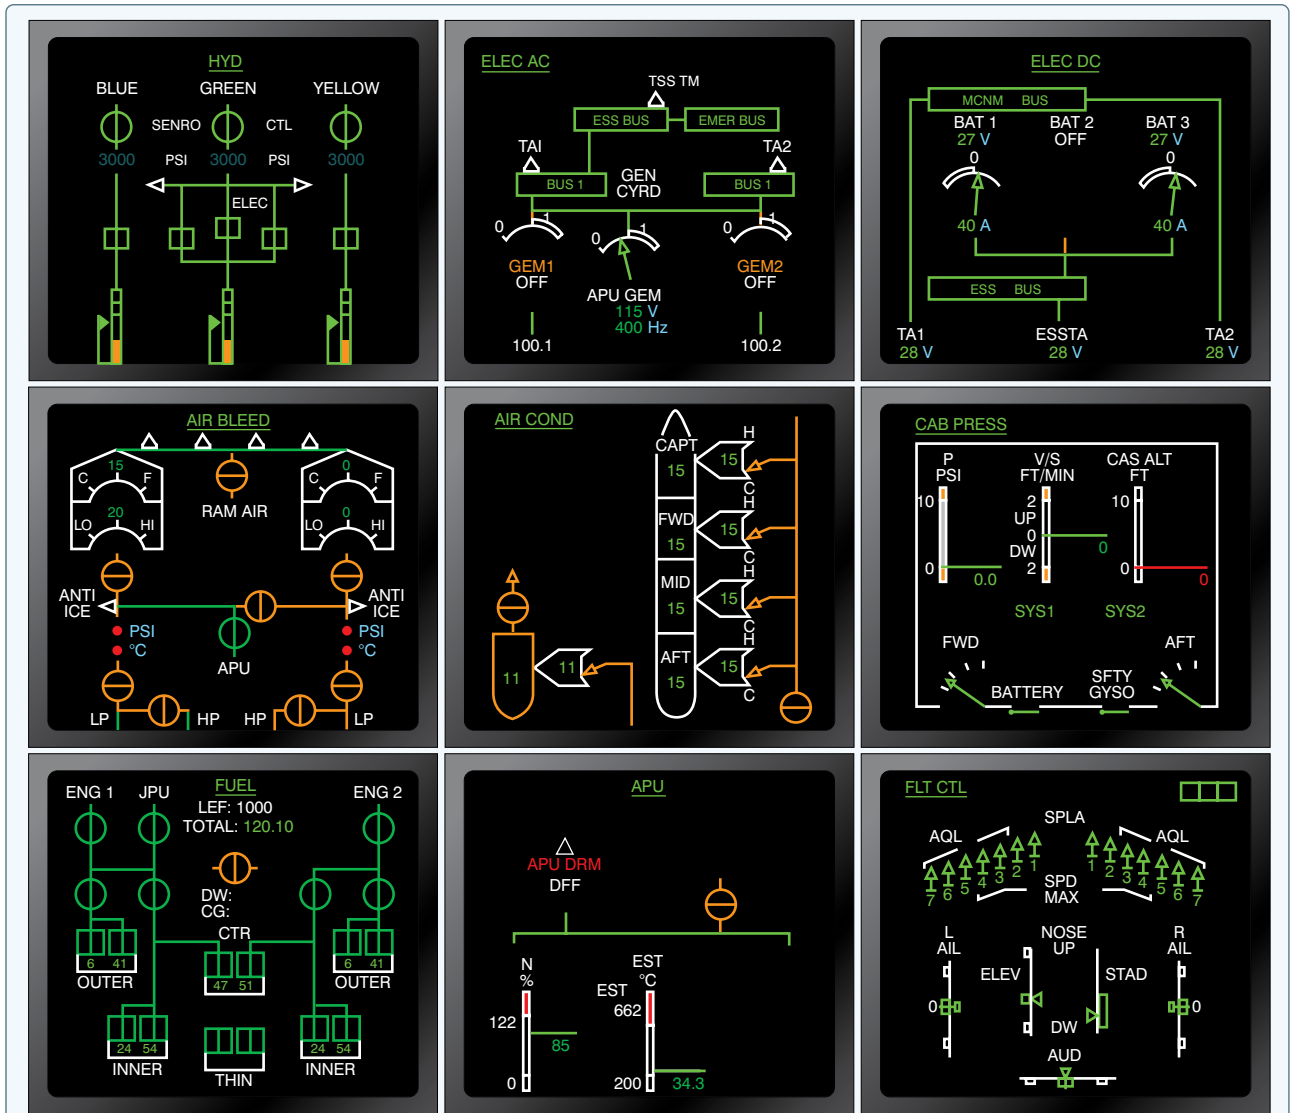 HYD
BLUE GREEN YELLOW
SENRO CTL
3000 PSI 3000 PSI 3000
ELEC
ELEC AC
TSS TM
ESS BUS EMER BUS
TAI TA2
BUS 1 GEN BUS 1
CYRD
0 1 0 1 0 1
GEM1 GEM2
OFF OFF
APU GEM
115 V
400 Hz
100.1 100.2
ELEC DC
MCNM BUS
BAT 1 BAT 2 BAT 3
27 V OFF 27 V
0 0
40 A 40 A
ESS BUS
TA1 ESSTA TA2
28 V 28 V 28 V
AIR BLEED
15 0
C F C F
RAM AIR
20 0
LO HI LO HI
ANTI ICE ANTI ICE
PSI PSI
°C °C
APU
LP HP HP LP
AIR COND
H
CAPT
15 15
C
H
FWD
15 15
C
H
MID
15 15
C
H
AFT
15 15
C
11 11
CAB PRESS
P V/S CAS ALT
PSI FT/MIN FT
10 2 10
UP
0 0 0
DW
2
0.0 0 0
SYS1 SYS2
FWD AFT
BATTERY SFTY
GYSO
FUEL
ENG 1 JPU ENG 2
LEF: 1000
TOTAL: 120.10
DW:
CG:
CTR
6 41 47 51 6 41
OUTER OUTER
24 54 24 54
INNER THIN INNER
APU
APU DRM
DFF
N EST
% °C
EST
122 662
85
0 200 34.3
FLT CTL
SPLA
AQL AQL
7 6 5 4 3 2 1 1 2 3 4 5 6 7
SPD
MAX
L NOSE R
AIL UP AIL
ELEV STAD
0 0
DW
AUD